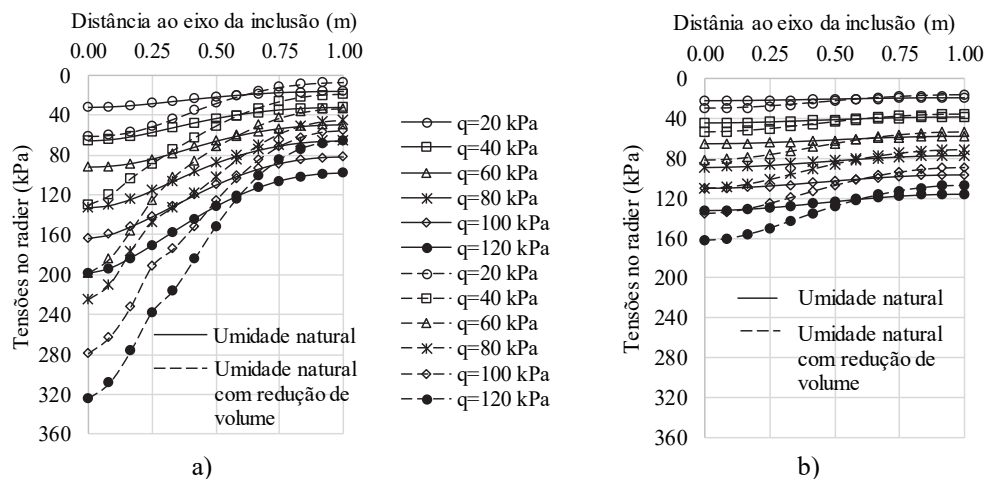 Distância ao eixo da inclusão (m)
0.00 0.25 0.50 0.75 1.00
Tensões no radier (kPa)
0
40
80
120
160
200
240
280
320
360
Umidade natural
Umidade natural
com redução de
volume
a)
q=20 kPa
q=40 kPa
q=60 kPa
q=80 kPa
q=100 kPa
q=120 kPa
q=20 kPa
q=40 kPa
q=60 kPa
q=80 kPa
q=100 kPa
q=120 kPa
Distânia ao eixo da inclusão (m)
0.00 0.25 0.50 0.75 1.00
Tensões no radier (kPa)
0
40
80
120
160
200
240
280
320
360
Umidade natural
Umidade natural
com redução de
volume
b)